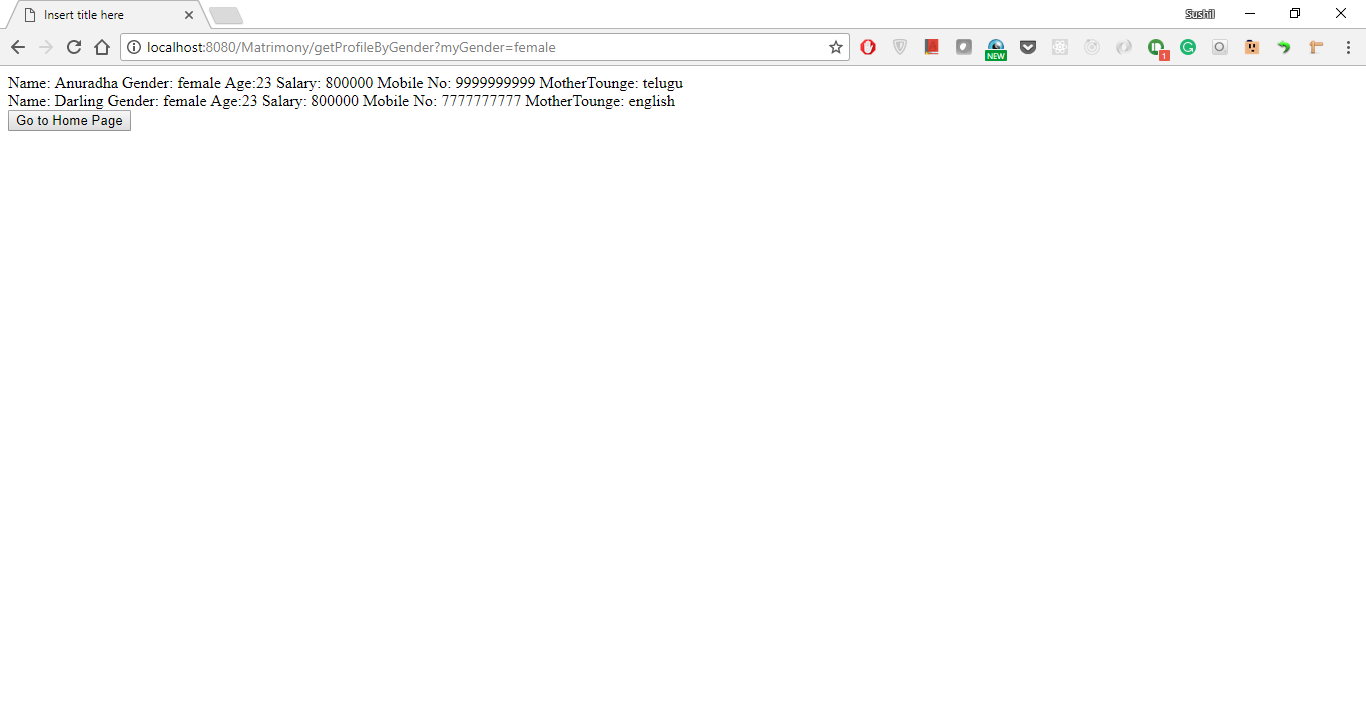 Insert title here
Sushil
localhost:8080/Matrimony/getProfileByGender?myGender=female
NEW
1
Name: Anuradha Gender: female Age:23 Salary: 800000 Mobile No: 9999999999 MotherTounge: telugu
Name: Darling Gender: female Age:23 Salary: 800000 Mobile No: 7777777777 MotherTounge: english
Go to Home Page